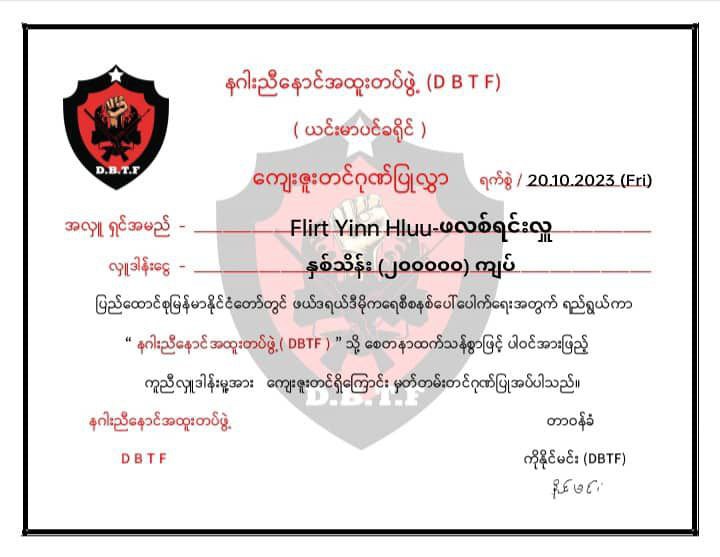 နဂါးညီနောင်အထူးတပ်ဖွဲ့ (D B T F)
( ယင်းမာပင်ခရိုင် )
D.B.T.F
ကျေးဇူးတင်ဂုဏ်ပြုလွှာ ရက်စွဲ / 20.10.2023 (Fri)
အလှူ ရှင်အမည် - Flirt Yinn Hluu-ဖလစ်ရင်းလှူ
လှူဒါန်းငွေ - နှစ်သိန်း (၂၀၀၀၀၀) ကျပ်
ပြည်ထောင်စုမြန်မာနိုင်ငံတော်တွင် ဖယ်ဒရယ်ဒီမိုကရေစီစနစ်ပေါ်ပေါက်ရေးအတွက် ရည်ရွယ်ကာ
“ နဂါးညီနောင်အထူးတပ်ဖွဲ့ ( DBTF ) ” သို့ စေတနာထက်သန်စွာဖြင့် ပါဝင်အားဖြည့်
ကူညီလှူဒါန်းမှု့အား ကျေးဇူးတင်ရှိကြောင်း မှတ်တမ်းတင်ဂုဏ်ပြုအပ်ပါသည်။
D.B.T.F
နဂါးညီနောင်အထူးတပ်ဖွဲ့ တာဝန်ခံ
D B T F ကိုနိုင်မင်း (DBTF)